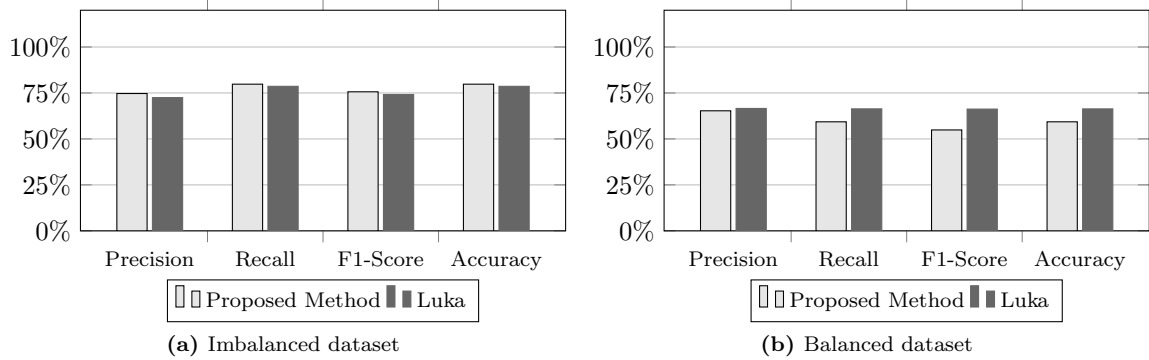 100%
75%
50%
25%
0%
Precision Recall F1-Score Accuracy
Proposed Method Luka
(a) Imbalanced dataset
100%
75%
50%
25%
0%
Precision Recall F1-Score Accuracy
Proposed Method Luka
(b) Balanced dataset